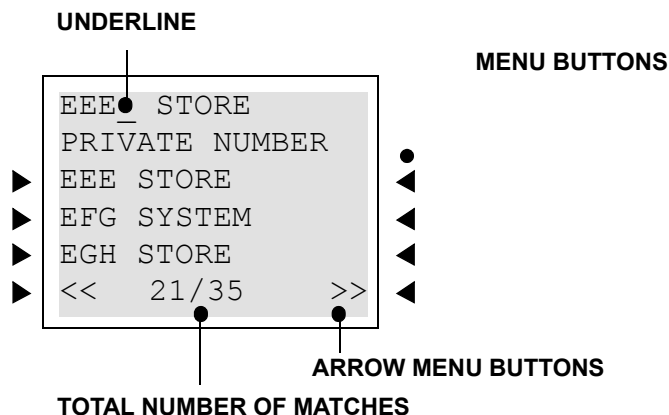 UNDERLINE
MENU BUTTONS
EEE_ STORE
PRIVATE NUMBER
EEE STORE
EFG SYSTEM
EGH STORE
<< 21/35 >>
ARROW MENU BUTTONS
TOTAL NUMBER OF MATCHES